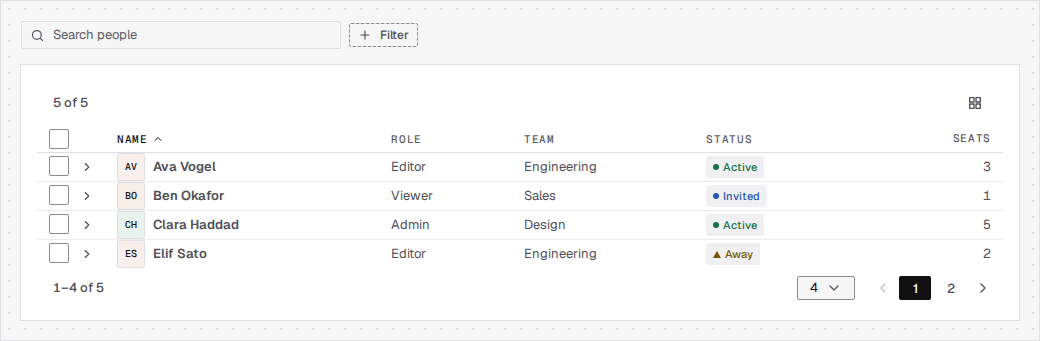 Search people
Filter
5 of 5
NAME ROLE TEAM STATUS SEATS
AV Ava Vogel Editor Engineering Active 3
BO Ben Okafor Viewer Sales Invited 1
CH Clara Haddad Admin Design Active 5
ES Elif Sato Editor Engineering Away 2
1–4 of 5 4 1 2